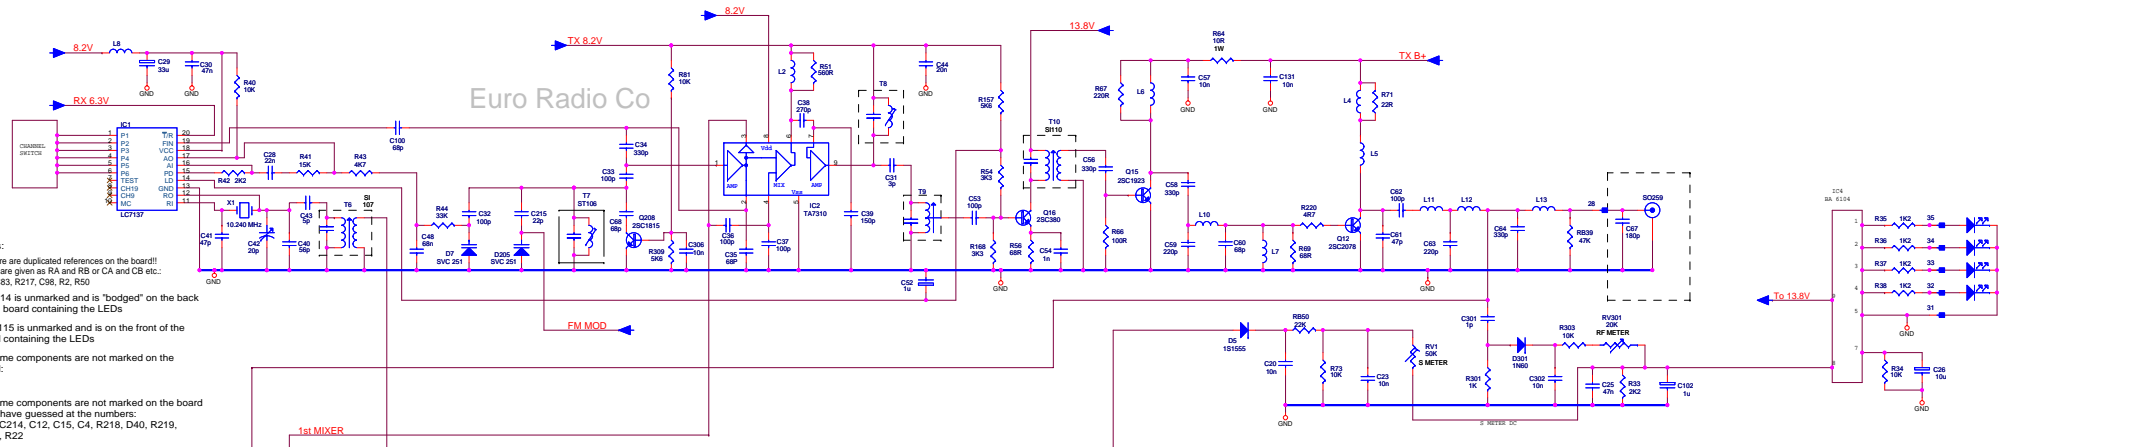 8.2V
13.8V
8.2V
L8
C29
33u
C30
47n
GND
GND
R40
10K
RX 6.3V
CHANNEL
SWITCH
IC1
1 P1 T/R 20
2 P2 FIN 19
3 P3 VCC 18
4 P4 AO 17
5 P5 AI 16
6 P6 PD 15
TEST LD 14
CH19 GND 13
CH9 RO 12
MC RI 11
LC7137
R42 2K2
C28
22n
R41
15K
R43
4K7
C100
68p
X1
10.240 MHz
C41
47p
C42
20p
C43
5p
C40
56p
T6
SI
107
GND
TX 8.2V
Euro Radio Co
R81
10K
C34
330p
C33
100p
R44
33K
C48
68n
C32
100p
D7
SVC 251
C215
22p
D205
SVC 251
T7
ST106
C68
68p
Q208
2SC1815
R309
5K6
C306
10n
FM MOD
L2
R51
560R
C38
270p
Vdd
AMP
MIX
AMP
Vss
IC2
TA7310
C36
100p
C35
68P
C37
100p
C39
150p
T8
C31
3p
C44
20n
GND
T9
C52
1u
R157
5K6
R54
3K3
C53
100p
R168
3K3
R56
68R
Q16
2SC380
C54
1n
GND
T10
SI110
C56
330p
R66
100R
R67
220R
L6
Q15
2SC1923
C57
10n
GND
R64
10R
1W
C131
10n
GND
TX B+
C58
330p
C59
220p
L10
C60
68p
L7
R69
68R
R220
4R7
Q12
2SC2078
L4
R71
22R
L5
C62
100p
C61
47p
L11
L12
C63
220p
GND
C64
330p
L13
RB39
47K
28
C67
180p
SO259
To 13.8V
IC4
BA 6104
R35 1K2 35
R36 1K2 34
R37 1K2 33
R38 1K2 32
31
GND
R34
10K
C26
10u
GND
D5
1S1555
C20
10n
GND
RB50
22K
R73
10K
C23
10n
RV1
50K
S METER
C301
1p
R301
1K
D301
1N60
C302
10n
R303
10K
RV301
20K
RF METER
C25
47n
R33
2K2
C102
1u
S METER DC
1st MIXER
s:
re are duplicated references on the board!!
are given as RA and RB or CA and CB etc.:
83, R217, C98, R2, R50
14 is unmarked and is "bodged" on the back
board containing the LEDs
115 is unmarked and is on the front of the
containing the LEDs
me components are not marked on the
me components are not marked on the board
have guessed at the numbers:
C214, C12, C15, C4, R218, D40, R219,
, R22